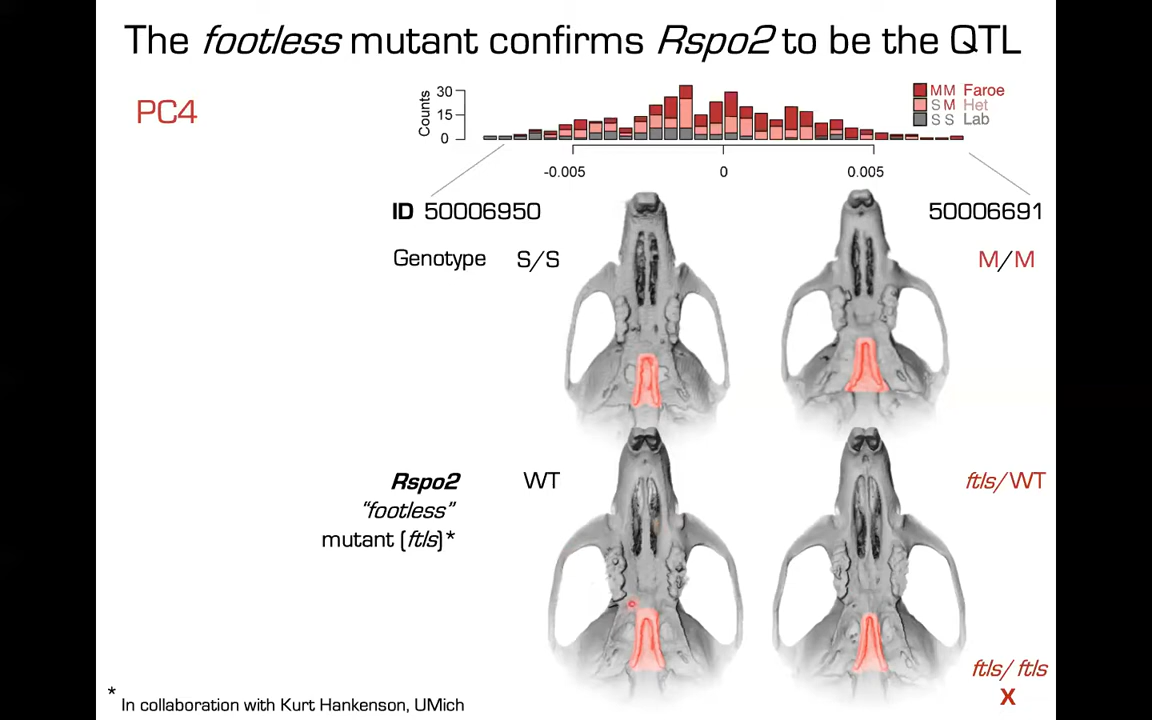 The footless mutant confirms Rspo2 to be the QTL
PC4
Counts
30
15
0
MM Faroe
SM Het
SS Lab
-0.005 0 0.005
ID 50006950 50006691
Genotype S/S M/M
Rspo2 WT ftls/WT
"footless"
mutant (ftls)*
ftls/ ftls
X
* In collaboration with Kurt Hankenson, UMich